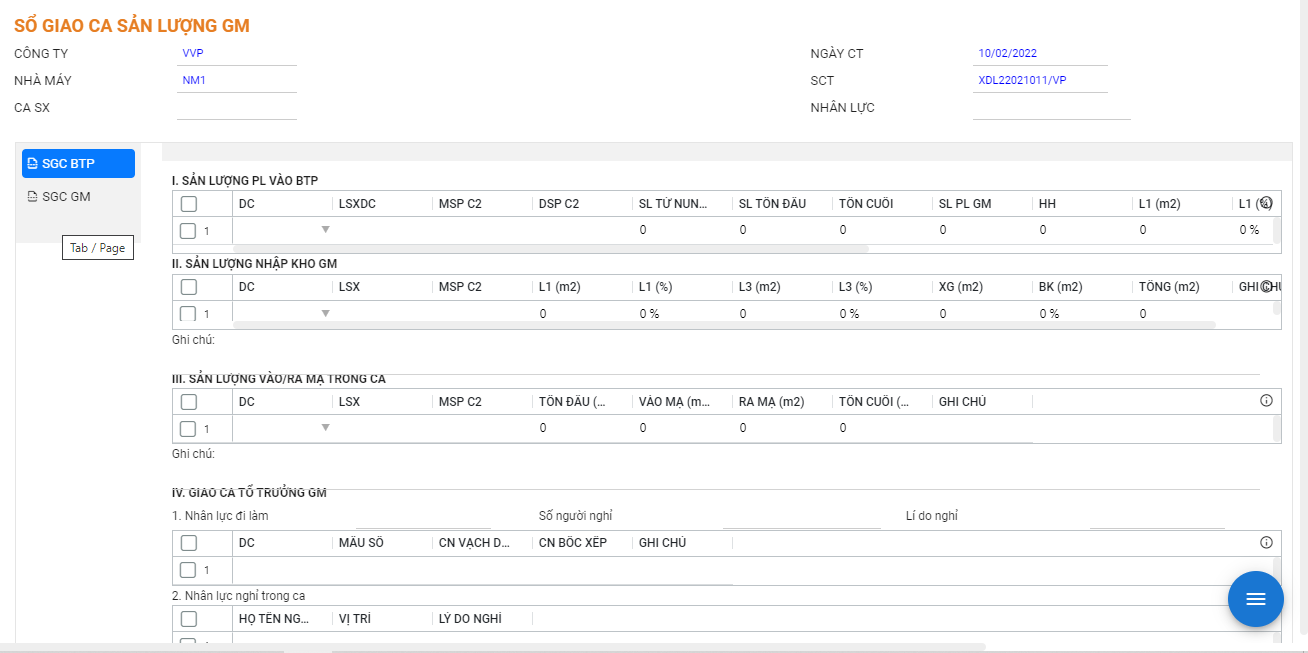 SỔ GIAO CA SẢN LƯỢNG GM
CÔNG TY VVP NGÀY CT 10/02/2022
NHÀ MÁY NM1 SCT XDL22021011/VP
CA SX NHÂN LỰC
SGC BTP
SGC GM
Tab / Page
I. SẢN LƯỢNG PL VÀO BTP
DC LSXDC MSP C2 DSP C2 SL TỪ NUN... SL TỒN ĐẦU TỒN CUỐI SL PL GM HH L1 (m2) L1 (%)
1 0 0 0 0 0 0 0 %
II. SẢN LƯỢNG NHẬP KHO GM
DC LSX MSP C2 L1 (m2) L1 (%) L3 (m2) L3 (%) XG (m2) BK (m2) TỔNG (m2) GHI CHÚ
1 0 0 % 0 0 % 0 0 % 0
Ghi chú:
III. SẢN LƯỢNG VÀO/RA MẠ TRONG CA
DC LSX MSP C2 TỒN ĐẦU (... VÀO MẠ (m... RA MẠ (m2) TỒN CUỐI (... GHI CHÚ
1 0 0 0 0
Ghi chú:
IV. GIAO CA TỔ TRƯỞNG GM
1. Nhân lực đi làm Số người nghỉ Lí do nghỉ
DC MÃU SỐ CN VẠCH D... CN BỐC XẾP GHI CHÚ
1
2. Nhân lực nghỉ trong ca
HỌ TÊN NG... VỊ TRÍ LÝ DO NGHỈ